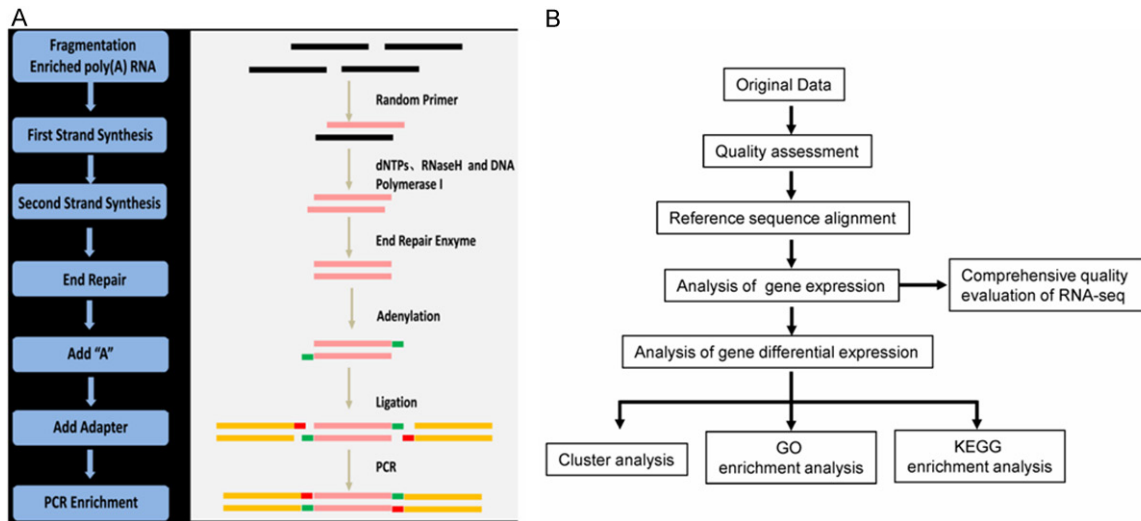 A
Fragmentation
Enriched poly(A) RNA
First Strand Synthesis
Second Strand Synthesis
End Repair
Add “A”
Add Adapter
PCR Enrichment
Random Primer
dNTPs、RNaseH and DNA
Polymerase I
End Repair Enxyme
Adenylation
Ligation
PCR
B
Original Data
Quality assessment
Reference sequence alignment
Analysis of gene expression
Comprehensive quality
evaluation of RNA-seq
Analysis of gene differential expression
Cluster analysis
GO
enrichment analysis
KEGG
enrichment analysis